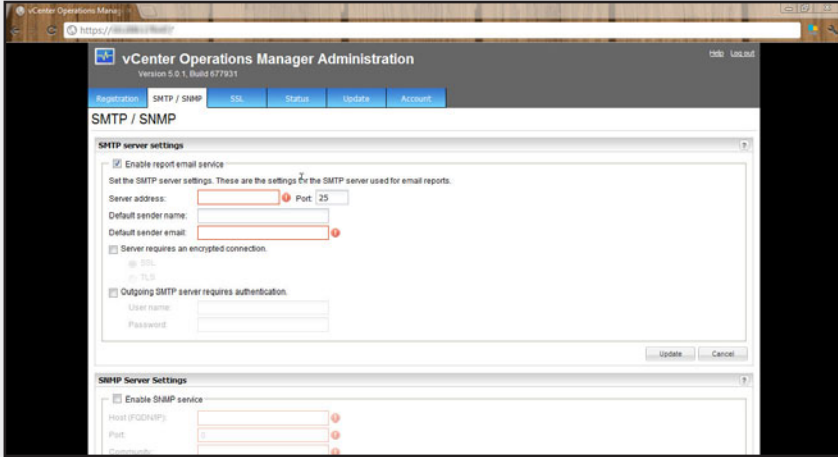 vCenter Operations Manag
https://
vCenter Operations Manager Administration
Help Log out
Version 5.0.1, Build 677931
Registration SMTP / SNMP SSL Status Update Account
SMTP / SNMP
SMTP server settings ?
Enable report email service
Set the SMTP server settings. These are the settings for the SMTP server used for email reports.
Server address: ! Port: 25
Default sender name:
Default sender email: !
Server requires an encrypted connection.
SSL
TLS
Outgoing SMTP server requires authentication.
User name:
Password:
Update Cancel
SNMP Server Settings ?
Enable SNMP service
Host (FQDN/IP): !
Port: 0 !
Community: !